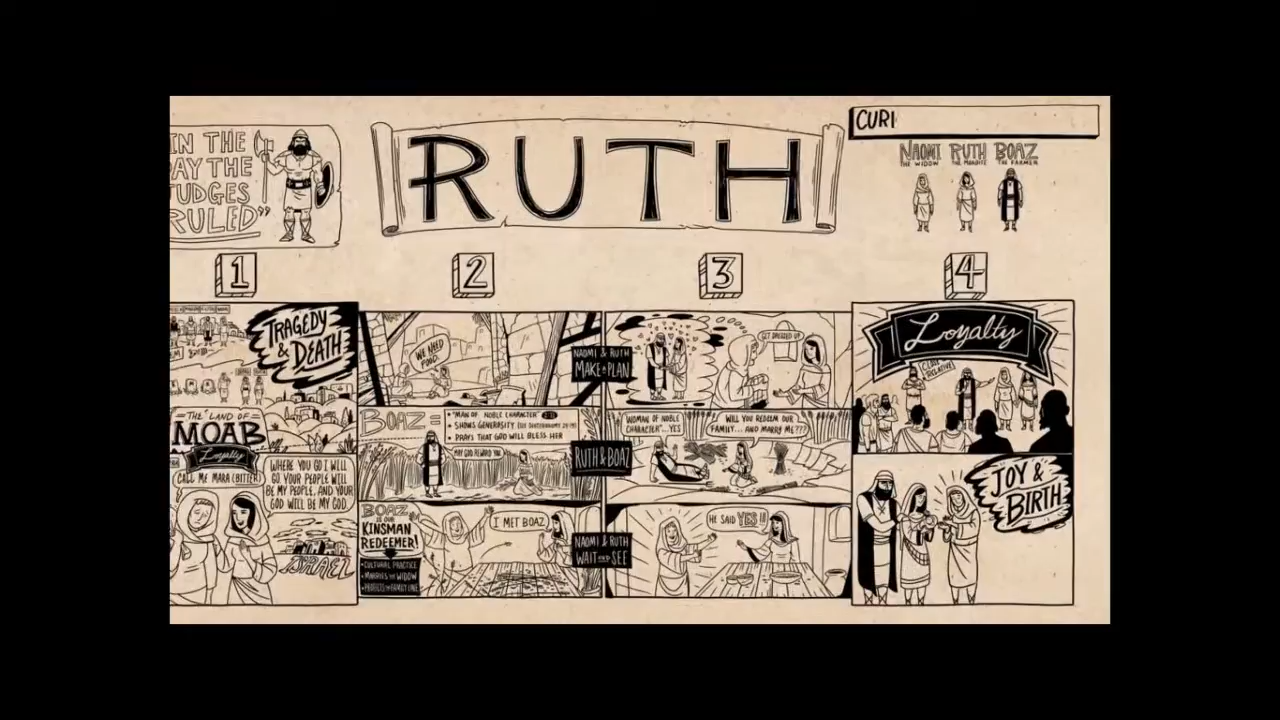 IN THE
DAY THE
JUDGES
RULED"
RUTH
CURI
NAOMI RUTH BOAZ
THE WIDOW THE MOABITE THE FARMER
1
2
3
4
TRAGEDY
& DEATH
THE LAND OF
MOAB
Loyalty
CALL ME MARA (BITTER)
WHERE YOU GO I WILL
GO. YOUR PEOPLE WILL
BE MY PEOPLE. AND YOUR
GOD WILL BE MY GOD.
ISRAEL
WE NEED
FOOD
BOAZ =
• "MAN OF NOBLE CHARACTER"
• SHOWS GENEROSITY
• PRAYS THAT GOD WILL BLESS HER
MAY GOD REWARD YOU
BOAZ
IS OUR
KINSMAN
REDEEMER!
• CULTURAL PRACTICE
• MARRIES THE WIDOW
• PROTECTS THE FAMILY LINE
I MET BOAZ
NAOMI & RUTH
MAKE A PLAN
RUTH & BOAZ
NAOMI & RUTH
WAIT AND SEE
GET DRESSED UP
WOMAN OF NOBLE
CHARACTER"...YES
WILL YOU REDEEM OUR
FAMILY... AND MARRY ME???
HE SAID YES!!
Loyalty
RELATIVE
JOY &
BIRTH